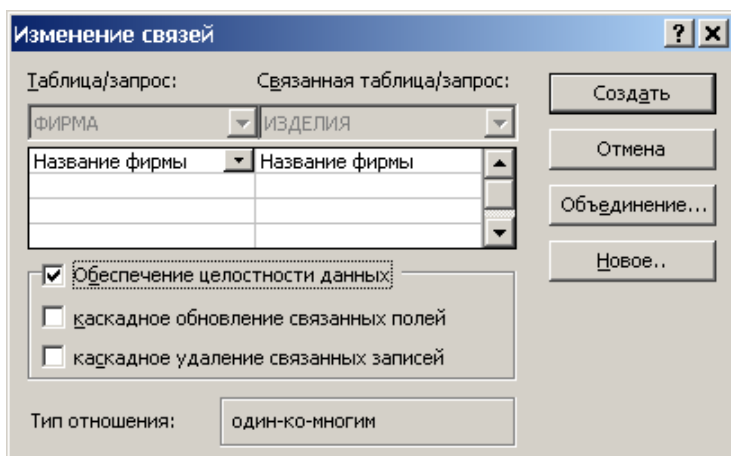 Изменение связей
Таблица/запрос: Связанная таблица/запрос:
ФИРМА ИЗДЕЛИЯ
Название фирмы Название фирмы
Обеспечение целостности данных
каскадное обновление связанных полей
каскадное удаление связанных записей
Тип отношения: один-ко-многим
Создать
Отмена
Объединение...
Новое..